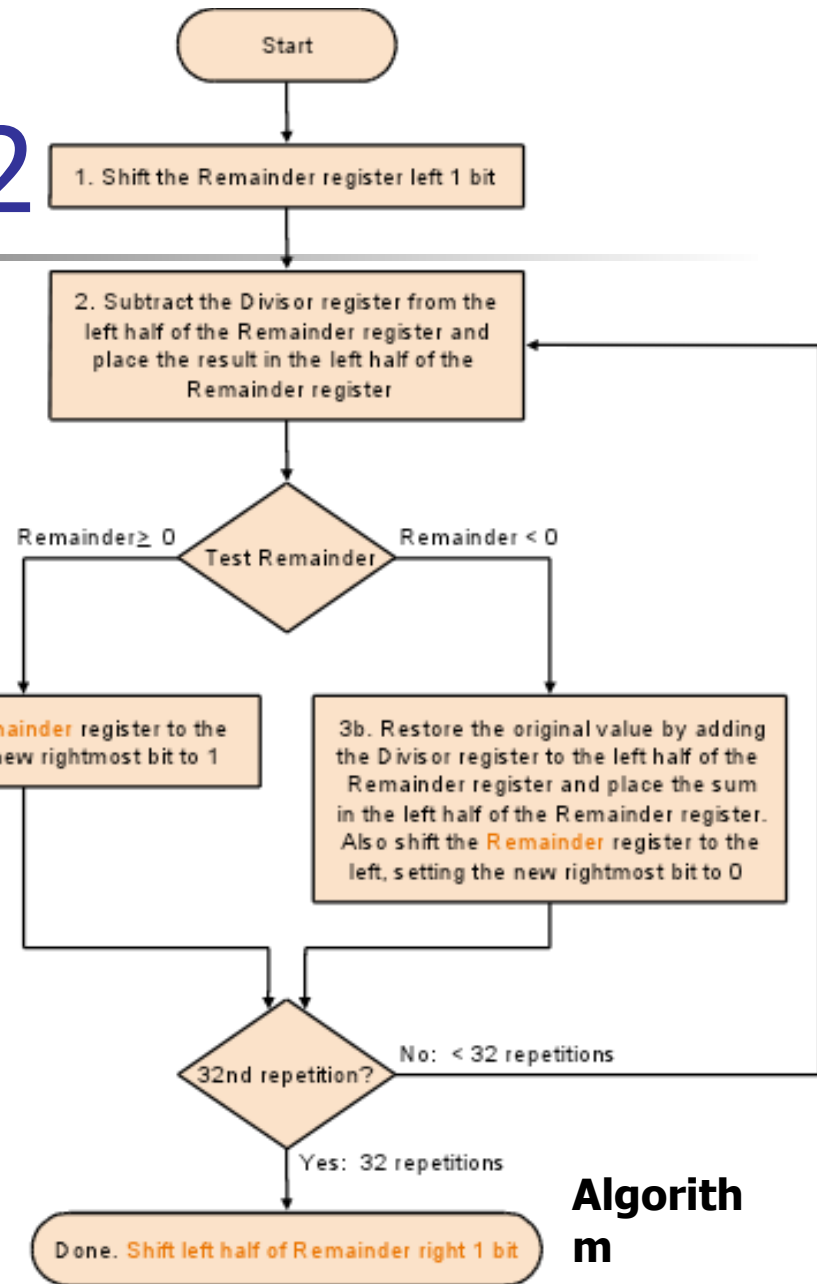 Start
2
1. Shift the Remainder register left 1 bit
2. Subtract the Divisor register from the
left half of the Remainder register and
place the result in the left half of the
Remainder register
Remainder≥ 0
Test Remainder
Remainder < 0
register to the
rightmost bit to 1
3b. Restore the original value by adding
the Divisor register to the left half of the
Remainder register and place the sum
in the left half of the Remainder register.
Also shift the Remainder register to the
left, setting the new rightmost bit to 0
32nd repetition?
No: < 32 repetitions
Yes: 32 repetitions
Algorith
m
Done. Shift left half of Remainder right 1 bit